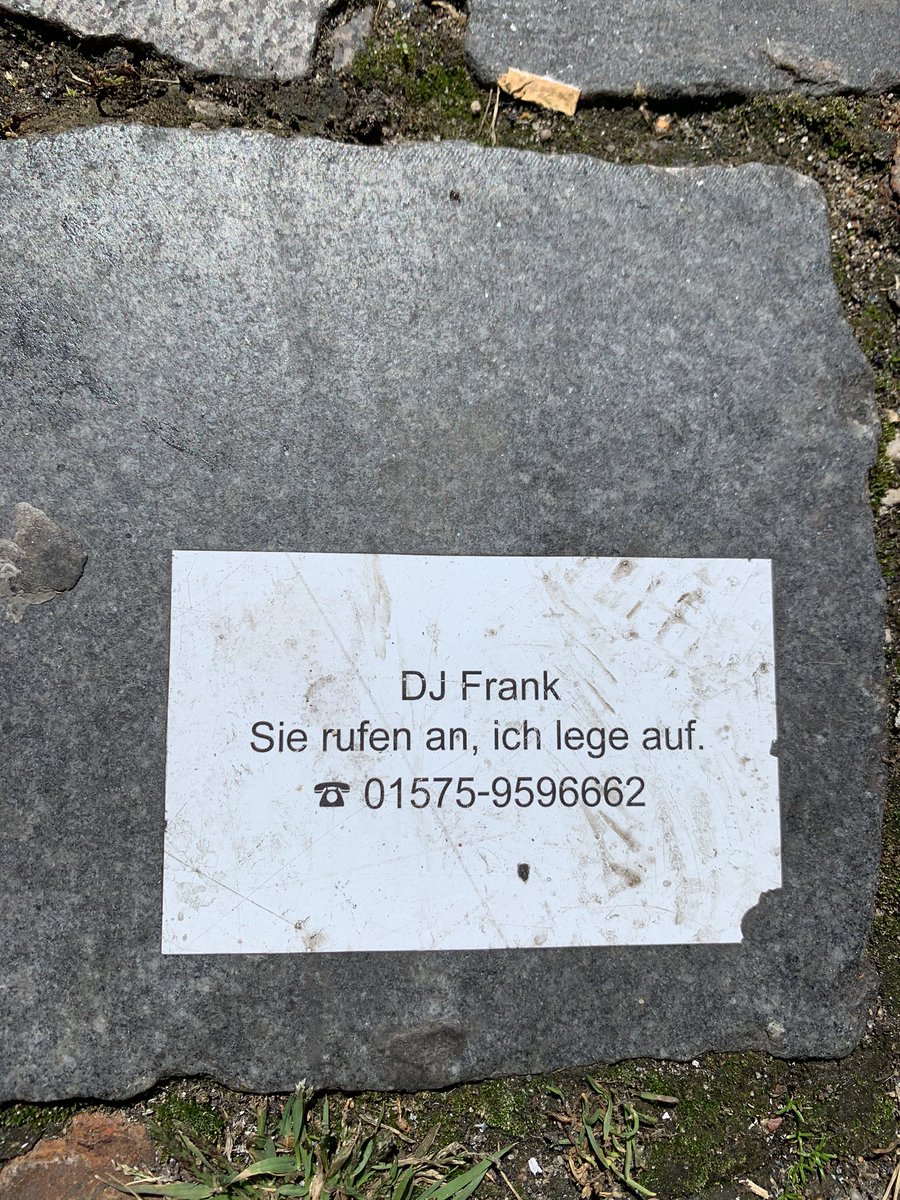 DJ Frank
Sie rufen an, ich lege auf.
☎ 01575-9596662